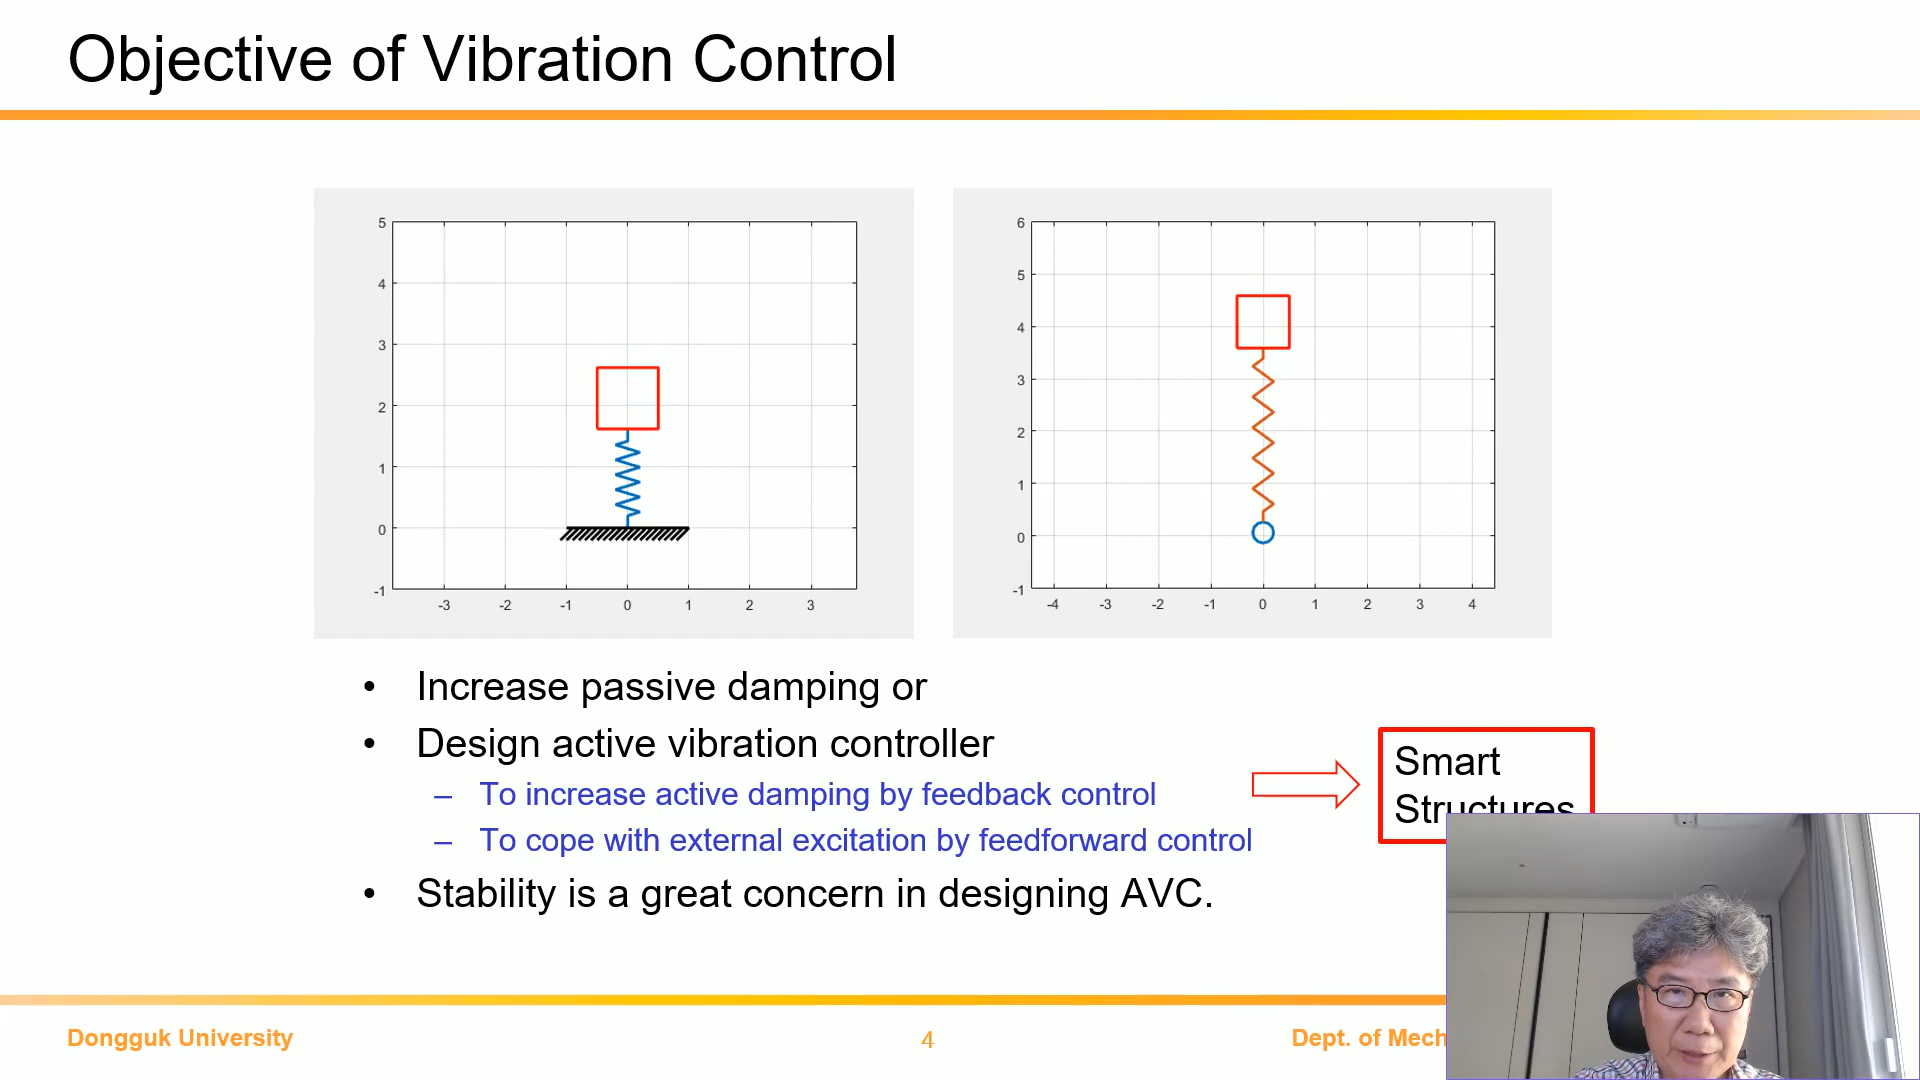 Objective of Vibration Control
5
4
3
2
1
0
-1
-3 -2 -1 0 1 2 3
6
5
4
3
2
1
0
-1
-4 -3 -2 -1 0 1 2 3 4
• Increase passive damping or
• Design active vibration controller
– To increase active damping by feedback control
– To cope with external excitation by feedforward control
• Stability is a great concern in designing AVC.
Smart
Structures
Dongguk University
4
Dept. of Mech